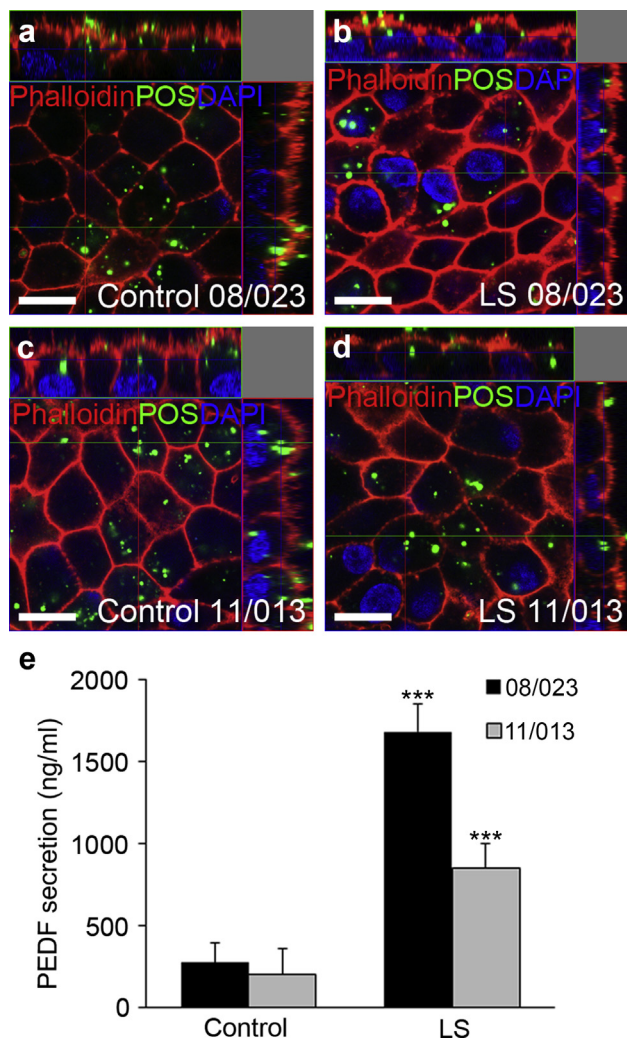 a
PhalloidinPOSDAPI
Control 08/023
b
PhalloidinPOSDAPI
LS 08/023
c
PhalloidinPOSDAPI
Control 11/013
d
PhalloidinPOSDAPI
LS 11/013
e
PEDF secretion (ng/ml)
2000
1500
1000
500
0
***
***
08/023
11/013
Control
LS